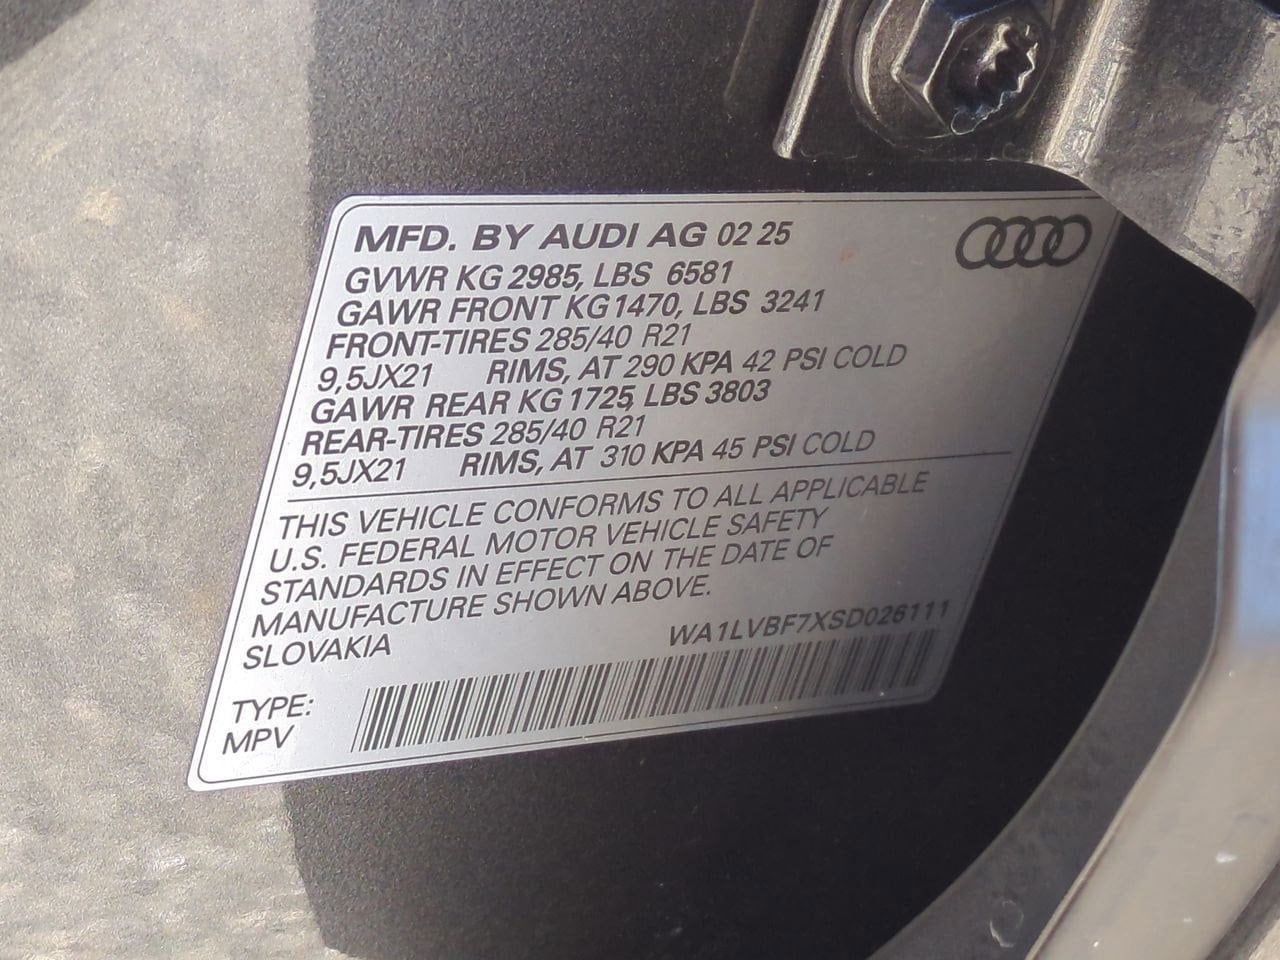 MFD. BY AUDI AG 02 25
GVWR KG 2985, LBS 6581
GAWR FRONT KG 1470, LBS 3241
FRONT-TIRES 285/40 R21
9,5JX21 RIMS, AT 290 KPA 42 PSI COLD
GAWR REAR KG 1725, LBS 3803
REAR-TIRES 285/40 R21
9,5JX21 RIMS, AT 310 KPA 45 PSI COLD
THIS VEHICLE CONFORMS TO ALL APPLICABLE
U.S. FEDERAL MOTOR VEHICLE SAFETY
STANDARDS IN EFFECT ON THE DATE OF
MANUFACTURE SHOWN ABOVE.
SLOVAKIA
WA1LVBF7XSD026111
TYPE:
MPV